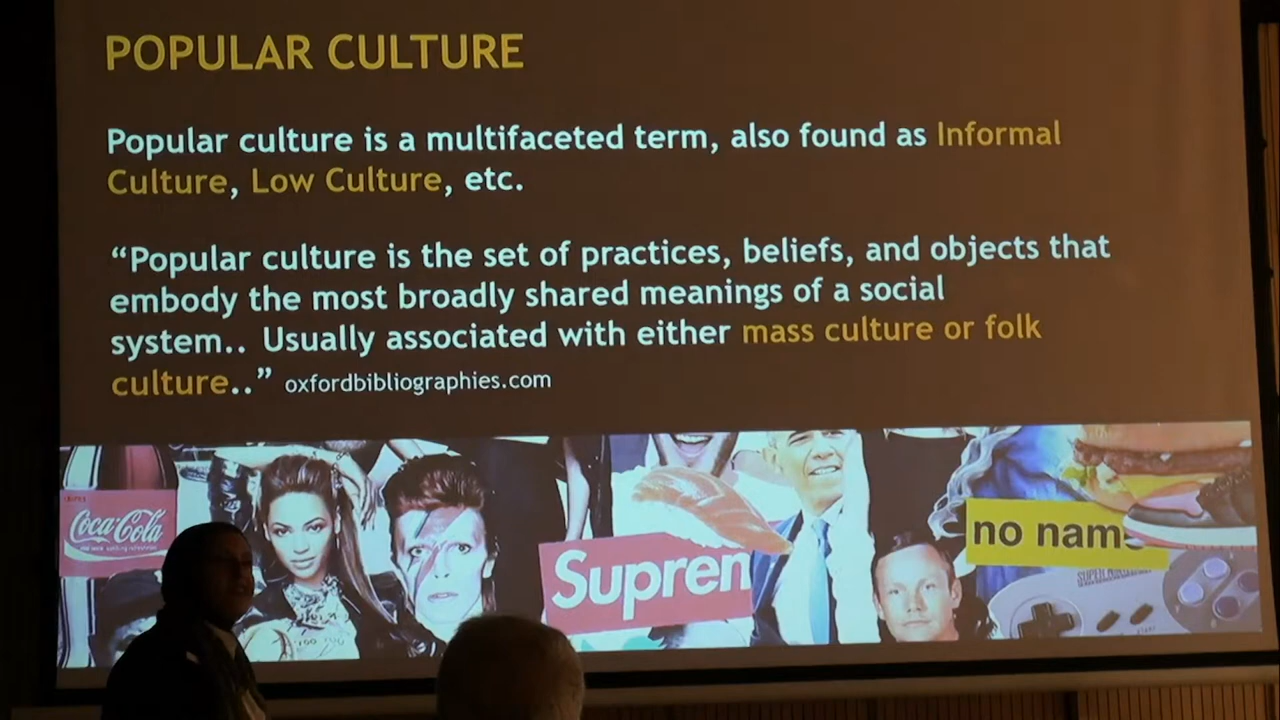 POPULAR CULTURE
Popular culture is a multifaceted term, also found as Informal
Culture, Low Culture, etc.
“Popular culture is the set of practices, beliefs, and objects that
embody the most broadly shared meanings of a social
system.. Usually associated with either mass culture or folk
culture..” oxfordbibliographies.com
Coca-Cola
Supren
no nam